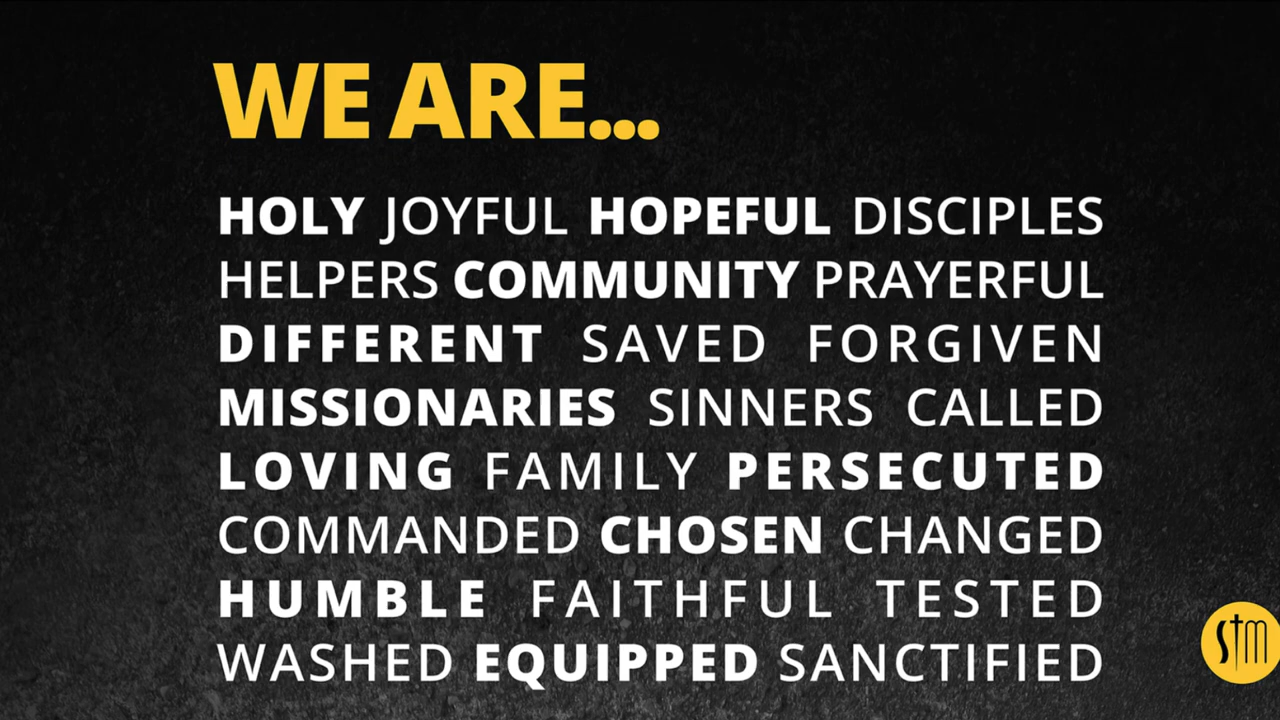 WE ARE...
HOLY JOYFUL HOPEFUL DISCIPLES
HELPERS COMMUNITY PRAYERFUL
DIFFERENT SAVED FORGIVEN
MISSIONARIES SINNERS CALLED
LOVING FAMILY PERSECUTED
COMMANDED CHOSEN CHANGED
HUMBLE FAITHFUL TESTED
WASHED EQUIPPED SANCTIFIED
stm